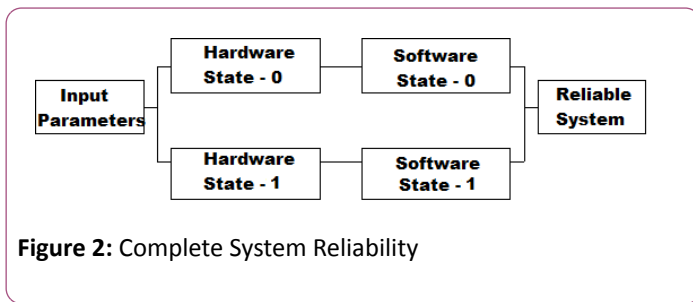 Hardware
State - 0
Software
State - 0
Input
Parameters
Reliable
System
Hardware
State - 1
Software
State - 1
Figure 2: Complete System Reliability